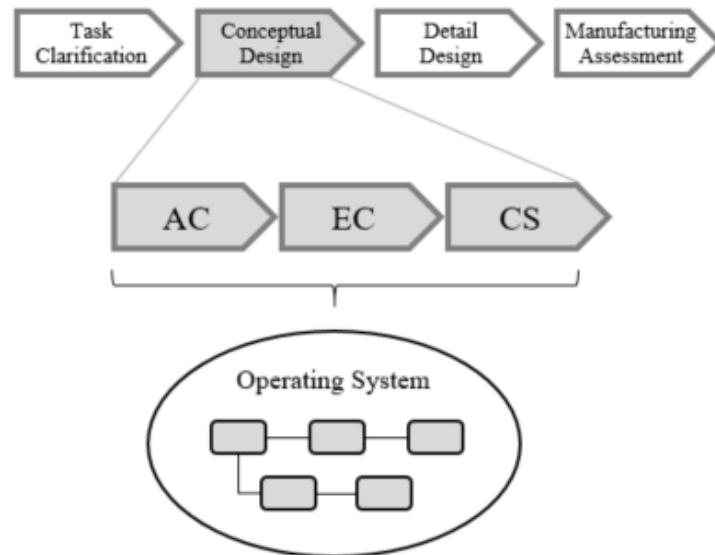 Task
Clarification
Conceptual
Design
Detail
Design
Manufacturing
Assessment
AC
EC
CS
Operating System